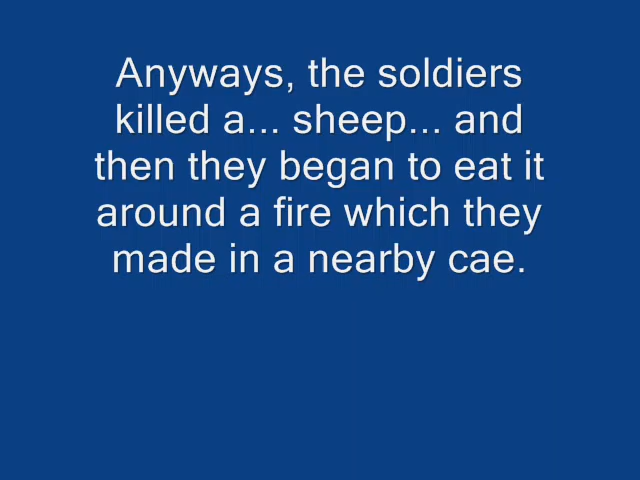 Anyways, the soldiers
killed a... sheep... and
then they began to eat it
around a fire which they
made in a nearby cae.